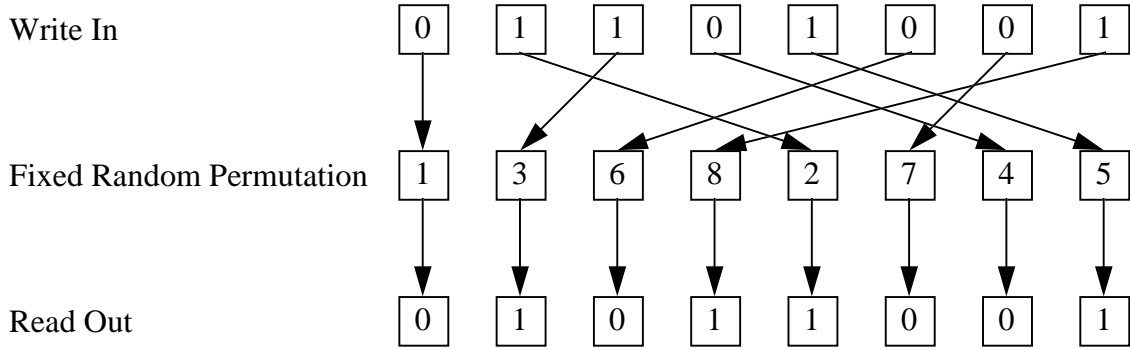 Write In 0 1 1 0 1 0 0 1
Fixed Random Permutation 1 3 6 8 2 7 4 5
Read Out 0 1 0 1 1 0 0 1